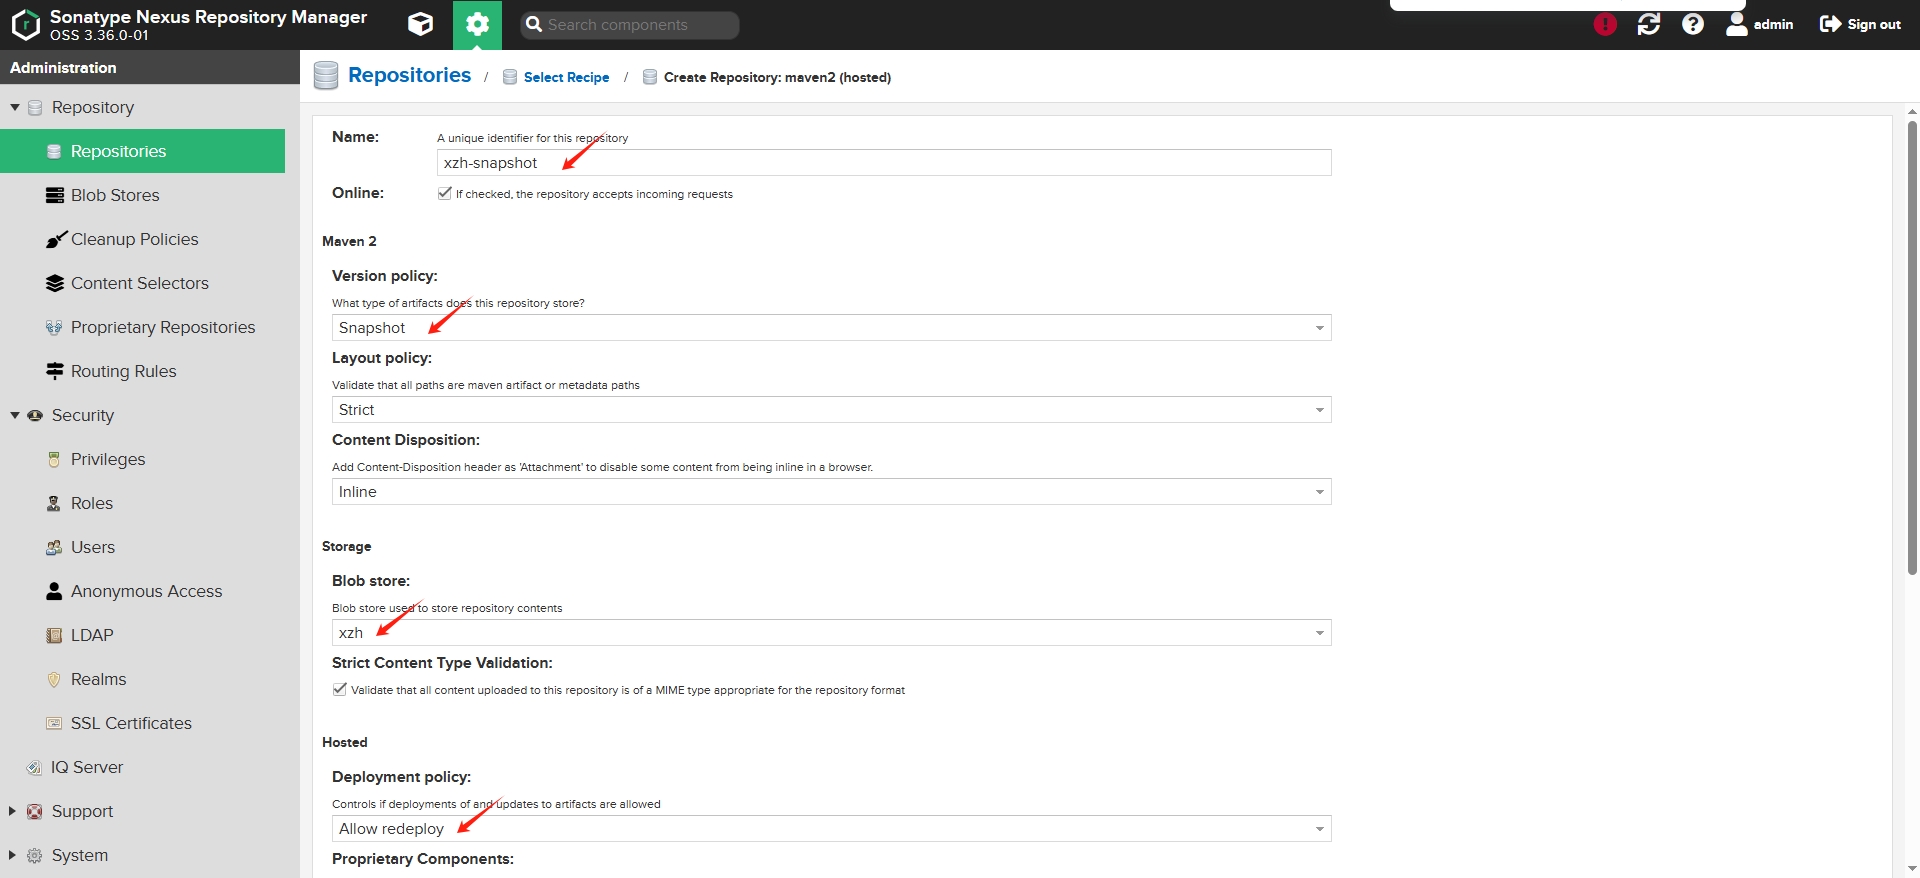 Sonatype Nexus Repository Manager
OSS 3.36.0-01
Search components
admin
Sign out
Administration
Repositories / Select Recipe / Create Repository: maven2 (hosted)
Repository
Repositories
Blob Stores
Cleanup Policies
Content Selectors
Proprietary Repositories
Routing Rules
Security
Privileges
Roles
Users
Anonymous Access
LDAP
Realms
SSL Certificates
IQ Server
Support
System
Name:
A unique identifier for this repository
xzh-snapshot
Online:
If checked, the repository accepts incoming requests
Maven 2
Version policy:
What type of artifacts does this repository store?
Snapshot
Layout policy:
Validate that all paths are maven artifact or metadata paths
Strict
Content Disposition:
Add Content-Disposition header as 'Attachment' to disable some content from being inline in a browser.
Inline
Storage
Blob store:
Blob store used to store repository contents
xzh
Strict Content Type Validation:
Validate that all content uploaded to this repository is of a MIME type appropriate for the repository format
Hosted
Deployment policy:
Controls if deployments of and updates to artifacts are allowed
Allow redeploy
Proprietary Components: